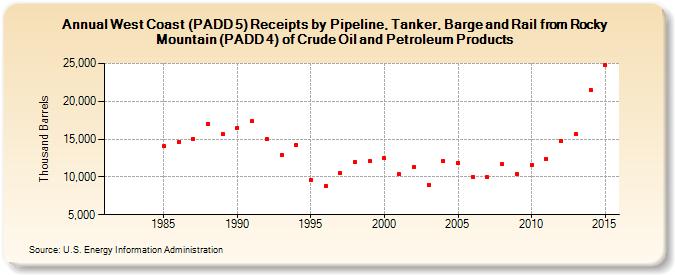 Annual West Coast (PADD 5) Receipts by Pipeline, Tanker, Barge and Rail from Rocky
Mountain (PADD 4) of Crude Oil and Petroleum Products
Thousand Barrels
25,000
20,000
15,000
10,000
5,000
1985 1990 1995 2000 2005 2010 2015
Source: U.S. Energy Information Administration